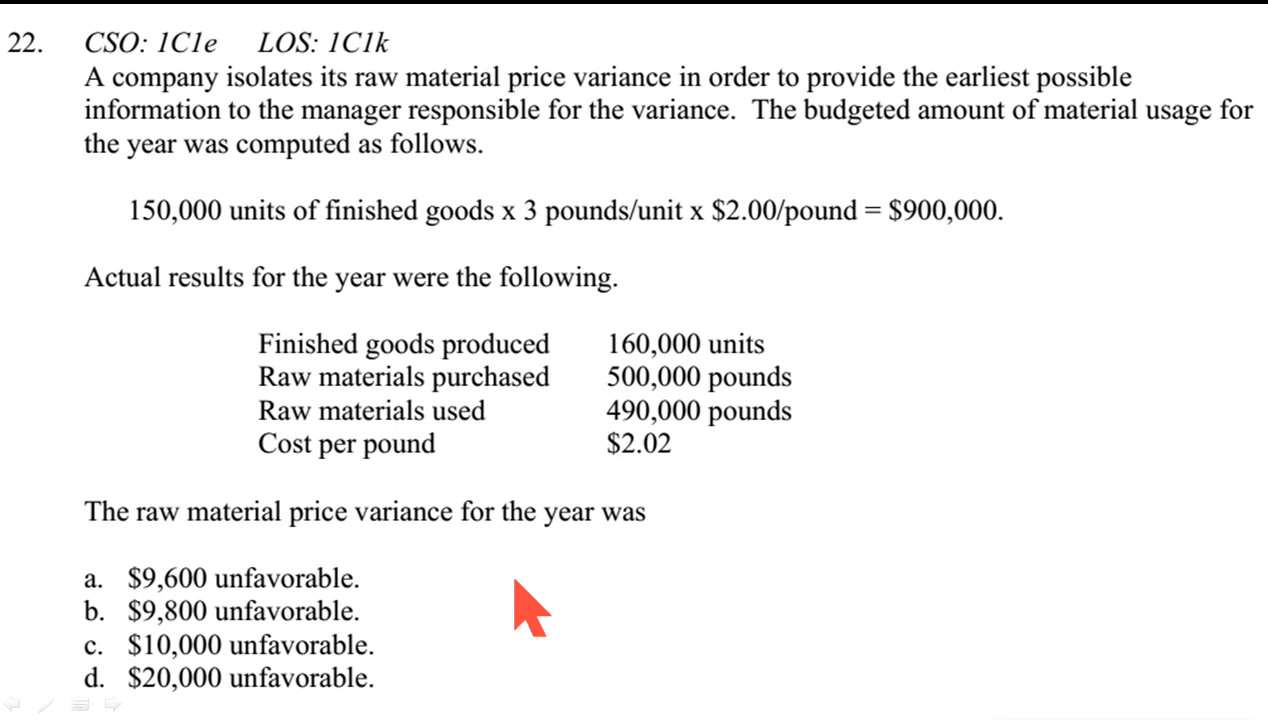 22. CSO: 1C1e LOS: 1C1k
A company isolates its raw material price variance in order to provide the earliest possible
information to the manager responsible for the variance. The budgeted amount of material usage for
the year was computed as follows.
150,000 units of finished goods x 3 pounds/unit x $2.00/pound = $900,000.
Actual results for the year were the following.
Finished goods produced 160,000 units
Raw materials purchased 500,000 pounds
Raw materials used 490,000 pounds
Cost per pound $2.02
The raw material price variance for the year was
a. $9,600 unfavorable.
b. $9,800 unfavorable.
c. $10,000 unfavorable.
d. $20,000 unfavorable.